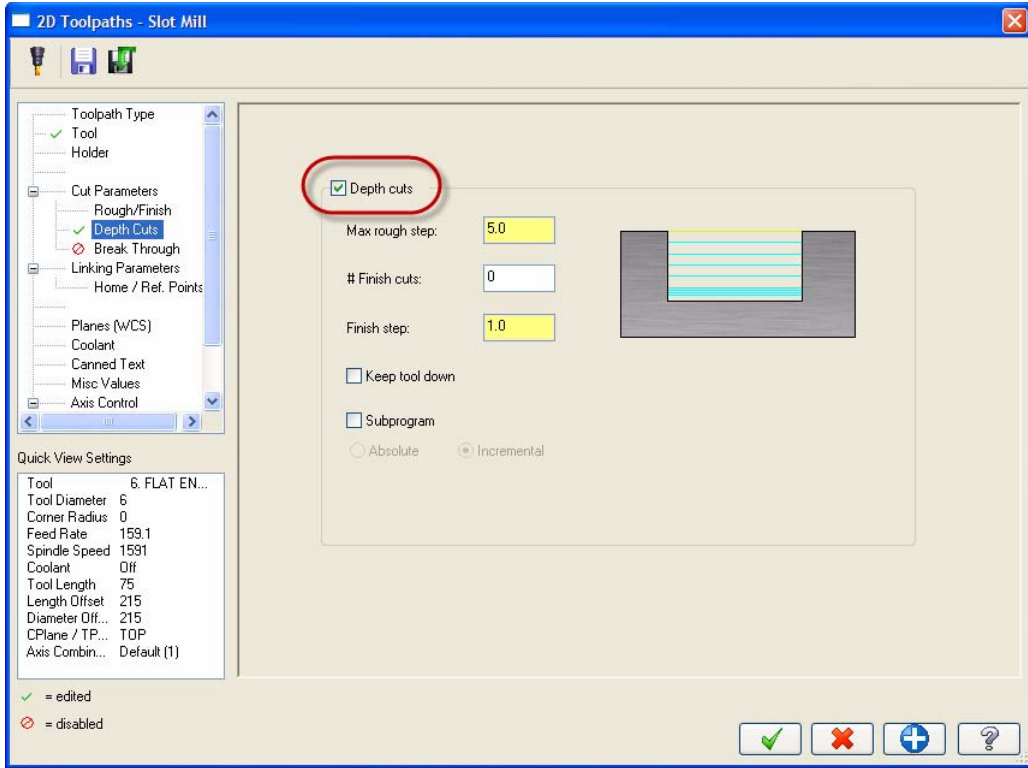 2D Toolpaths - Slot Mill
Toolpath Type
Tool
Holder
Cut Parameters
Rough/Finish
Depth Cuts
Break Through
Linking Parameters
Home / Ref. Points
Planes (WCS)
Coolant
Canned Text
Misc Values
Axis Control
Depth cuts
Max rough step: 5.0
# Finish cuts: 0
Finish step: 1.0
Keep tool down
Subprogram
Absolute Incremental
Quick View Settings
Tool 6. FLAT EN...
Tool Diameter 6
Corner Radius 0
Feed Rate 159.1
Spindle Speed 1591
Coolant Off
Tool Length 75
Length Offset 215
Diameter Off... 215
CPlane / TP... TOP
Axis Combin... Default (1)
= edited
= disabled